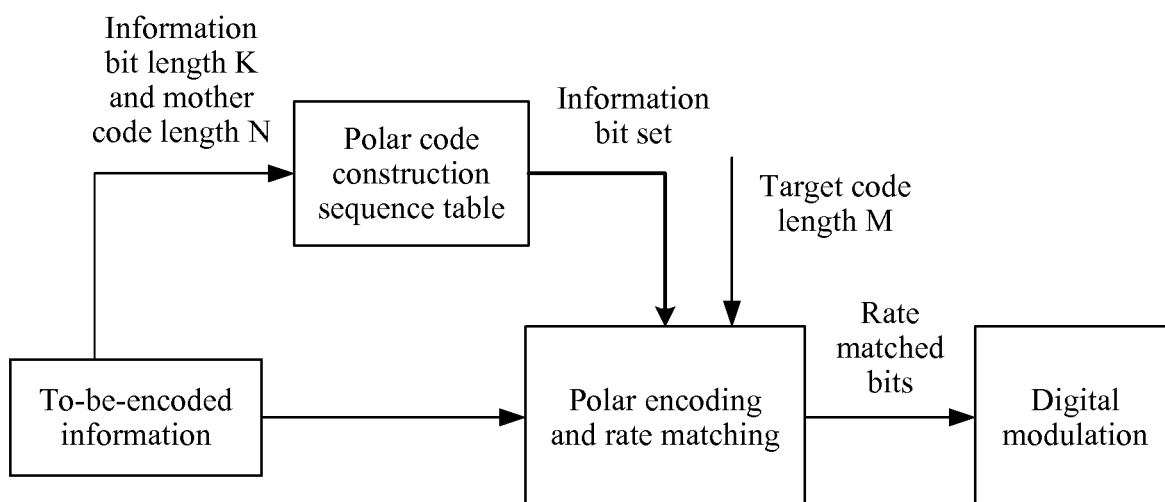 Information
bit length K
and mother
code length N
Polar code
construction
sequence table
Information
bit set
Target code
length M
To-be-encoded
information
Polar encoding
and rate matching
Rate
matched
bits
Digital
modulation